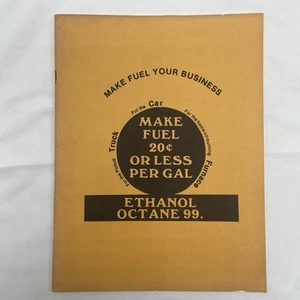 MAKE FUEL YOUR BUSINESS
For the Car
Truck
Furnace
MAKE
FUEL
20¢
OR LESS
PER GAL
ETHANOL
OCTANE 99.